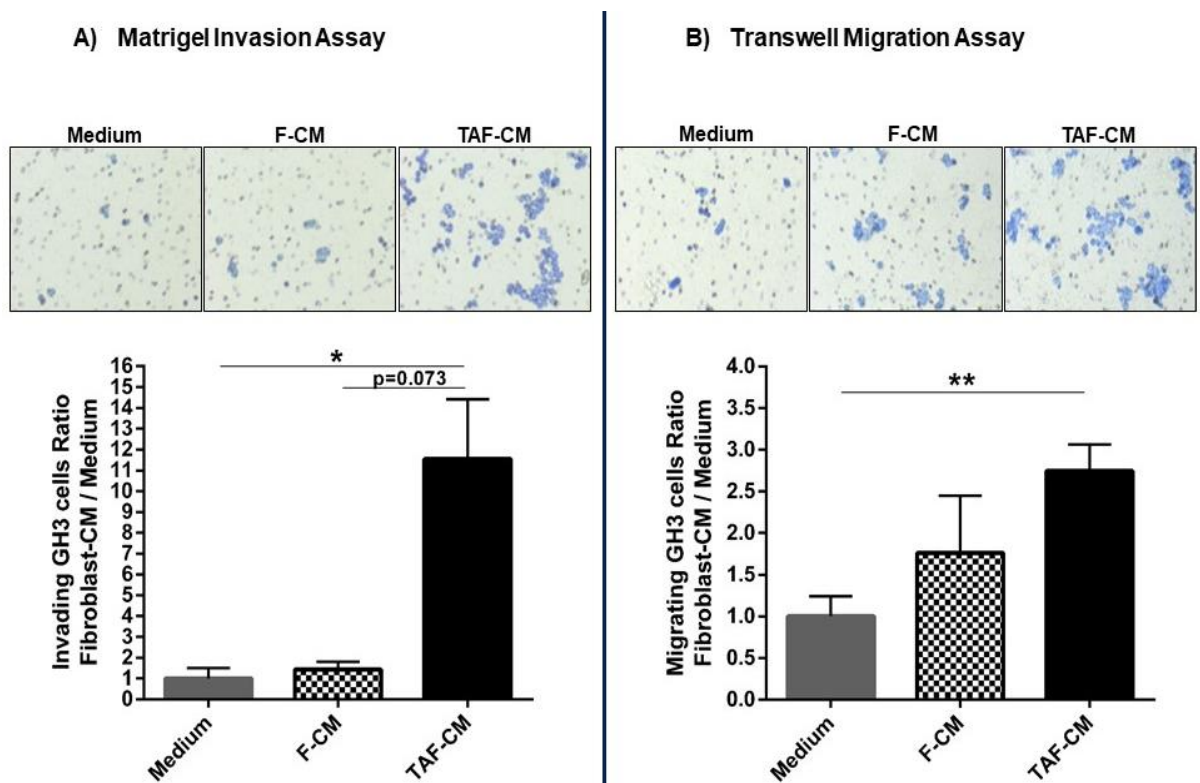 A) Matrigel Invasion Assay
Medium
F-CM
TAF-CM
Invading GH3 cells Ratio
Fibroblast-CM / Medium
16
15
14
12
11
10
9
8
7
6
5
4
3
2
1
0
*
p=0.073
Medium
F-CM
TAF-CM
B) Transwell Migration Assay
Medium
F-CM
TAF-CM
Migrating GH3 cells Ratio
Fibroblast-CM / Medium
4.0
3.5
3.0
2.5
2.0
1.5
1.0
0.5
0.0
**
Medium
F-CM
TAF-CM